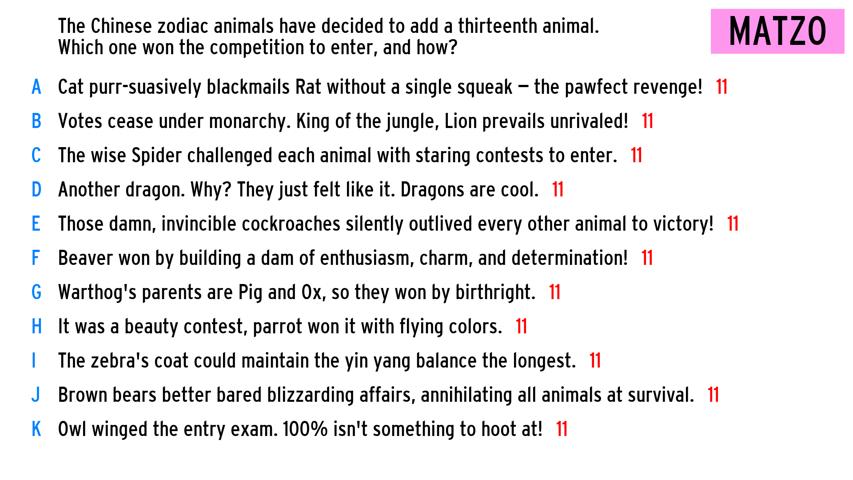 The Chinese zodiac animals have decided to add a thirteenth animal.
Which one won the competition to enter, and how?
MATZO
A Cat purr-suasively blackmails Rat without a single squeak – the pawfect revenge! 11
B Votes cease under monarchy. King of the jungle, Lion prevails unrivaled! 11
C The wise Spider challenged each animal with staring contests to enter. 11
D Another dragon. Why? They just felt like it. Dragons are cool. 11
E Those damn, invincible cockroaches silently outlived every other animal to victory! 11
F Beaver won by building a dam of enthusiasm, charm, and determination! 11
G Warthog's parents are Pig and Ox, so they won by birthright. 11
H It was a beauty contest, parrot won it with flying colors. 11
I The zebra's coat could maintain the yin yang balance the longest. 11
J Brown bears better bared blizzarding affairs, annihilating all animals at survival. 11
K Owl winged the entry exam. 100% isn't something to hoot at! 11